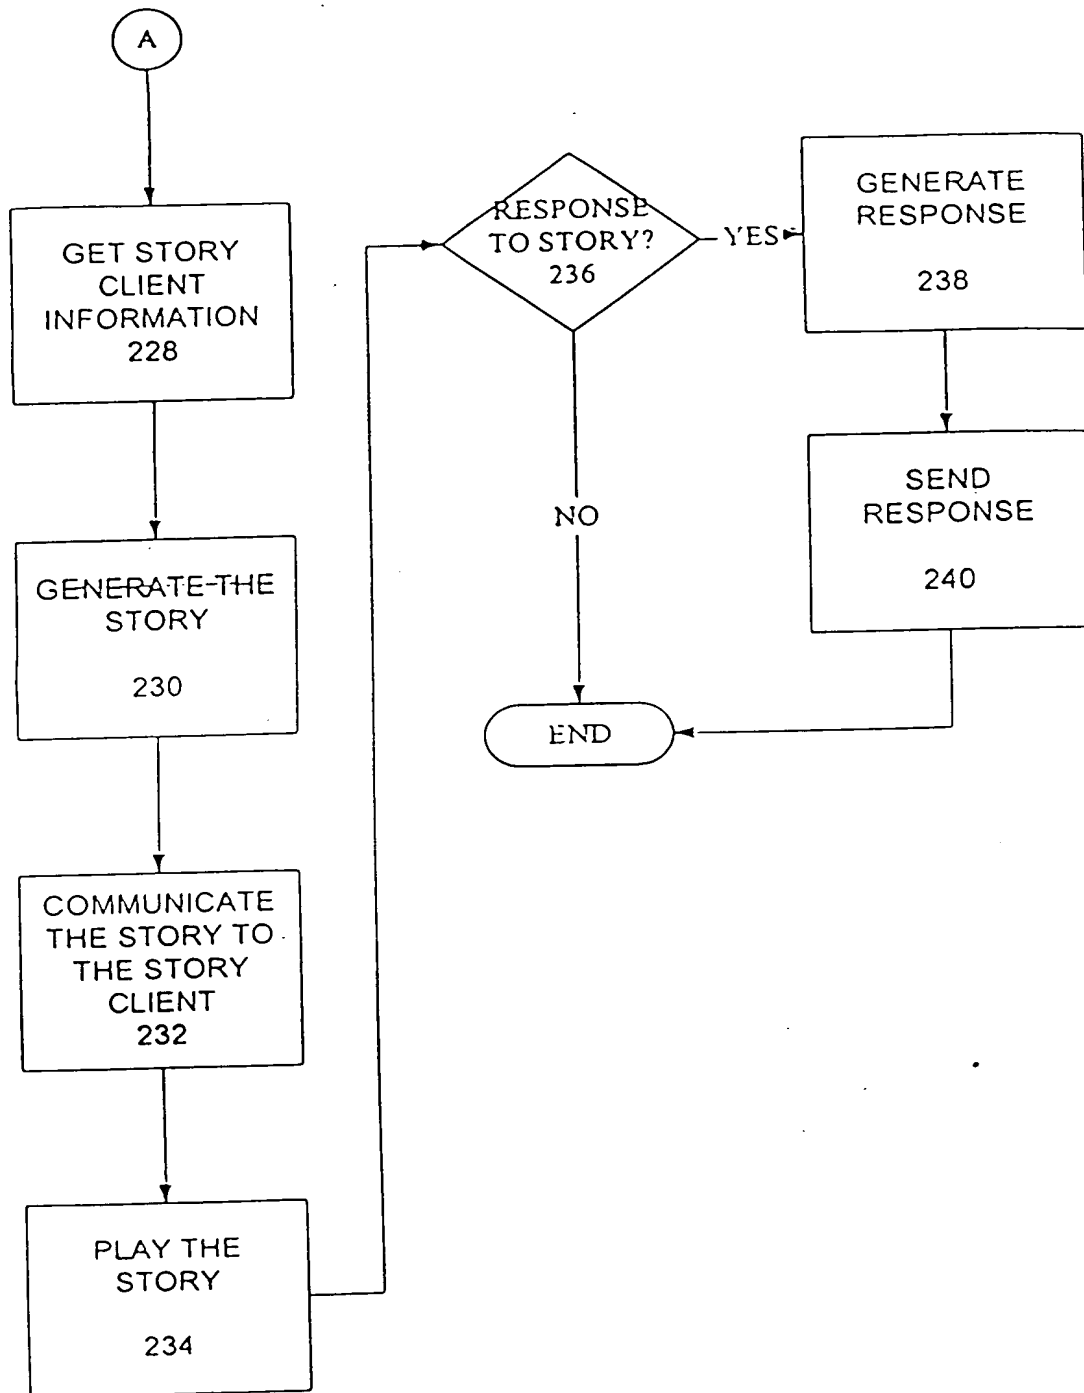 A
GET STORY
CLIENT
INFORMATION
228
GENERATE THE
STORY
230
COMMUNICATE
THE STORY TO
THE STORY
CLIENT
232
PLAY THE
STORY
234
RESPONSE
TO STORY?
236
YES
NO
GENERATE
RESPONSE
238
SEND
RESPONSE
240
END